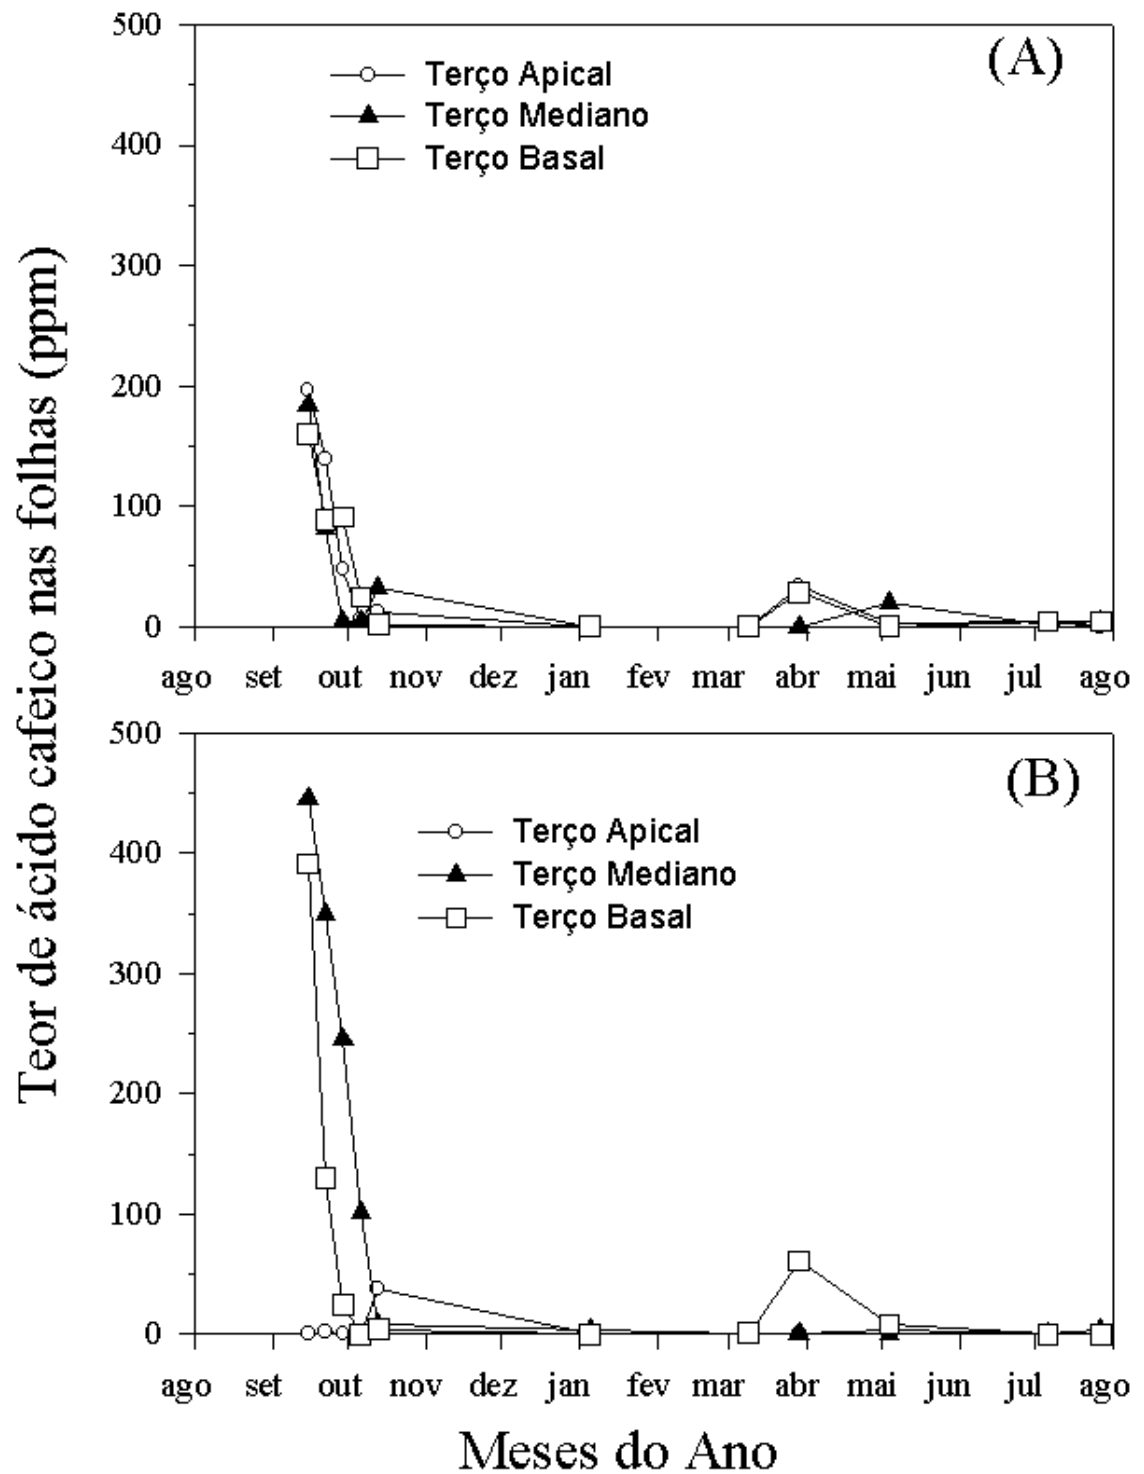 Teor de ácido cafeico nas folhas (ppm)
(A)
Terço Apical
Terço Mediano
Terço Basal
500
400
300
200
100
0
ago set out nov dez jan fev mar abr mai jun jul ago
(B)
Terço Apical
Terço Mediano
Terço Basal
500
400
300
200
100
0
ago set out nov dez jan fev mar abr mai jun jul ago
Meses do Ano